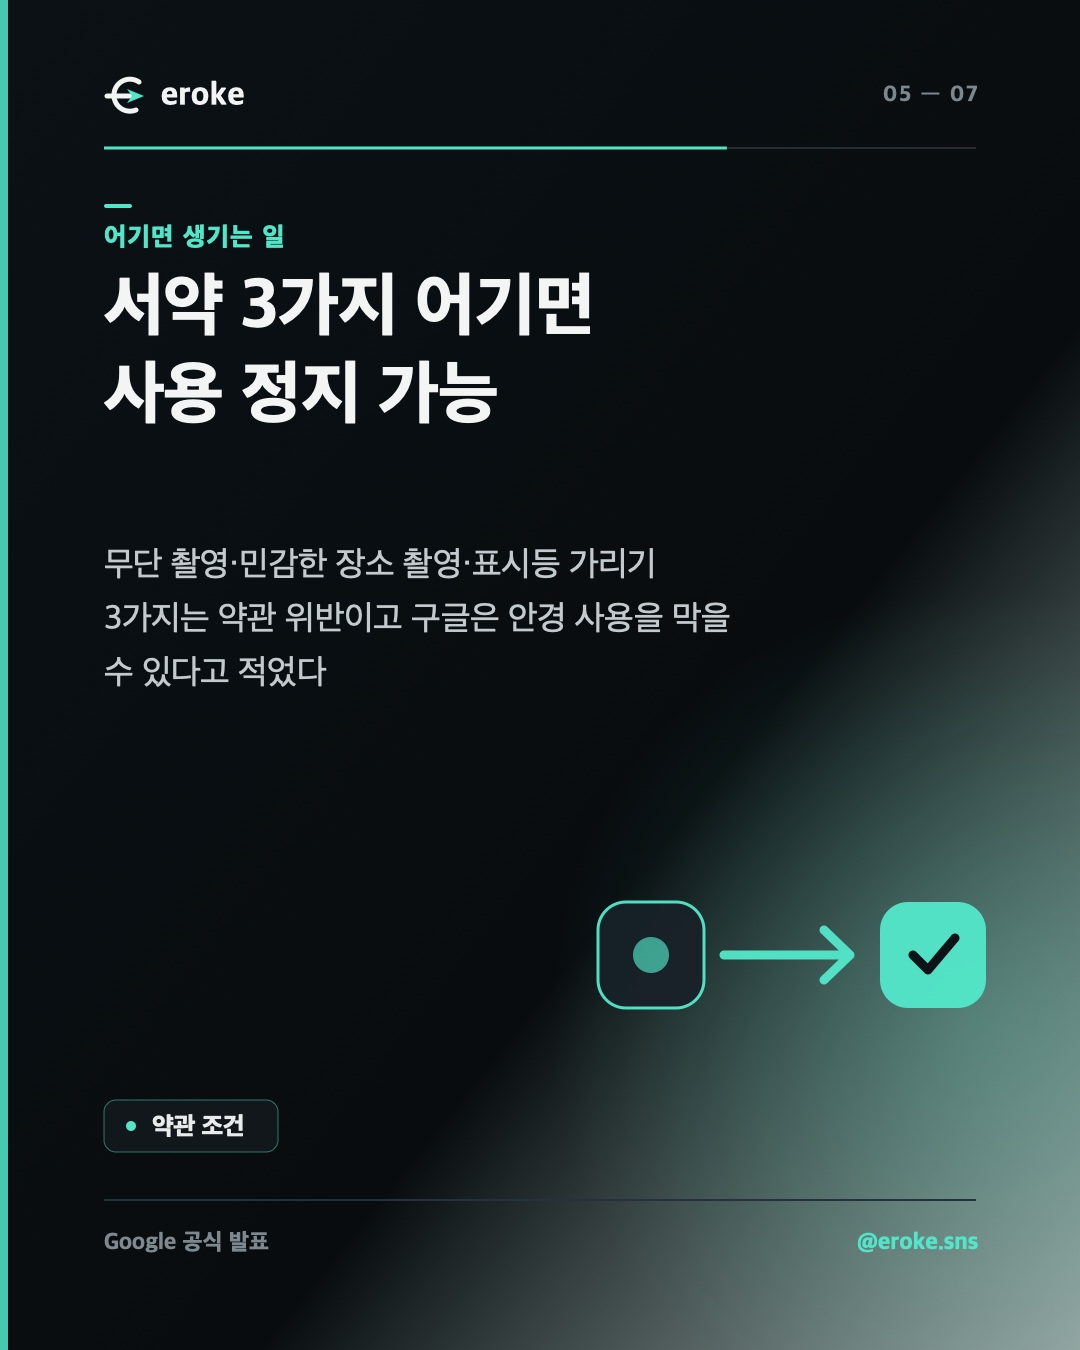 eroke
05 — 07
어기면 생기는 일
서약 3가지 어기면
사용 정지 가능
무단 촬영·민감한 장소 촬영·표시등 가리기
3가지는 약관 위반이고 구글은 안경 사용을 막을
수 있다고 적었다
약관 조건
Google 공식 발표
@eroke.sns